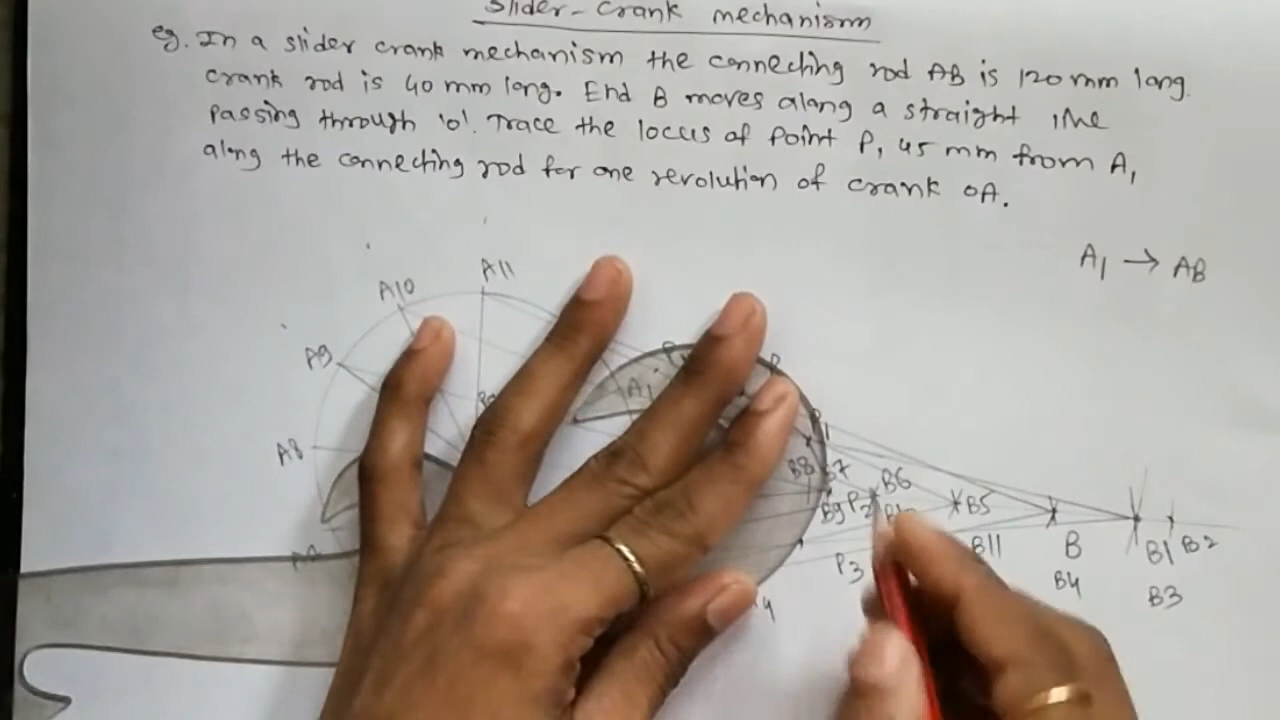 Slider-Crank mechanism
eg. In a slider crank mechanism the connecting rod AB is 120 mm long.
crank rod is 40 mm long. End B moves along a straight line
Passing through 'o'. Trace the locus of Point P, 45 mm from A,
along the connecting rod for one revolution of crank OA.
A1 → AB
A11
A10
A9
A1
P
A8
B8
B7
B6
B9
P2
B5
B11
P3
B
B1
B2
B4
B3